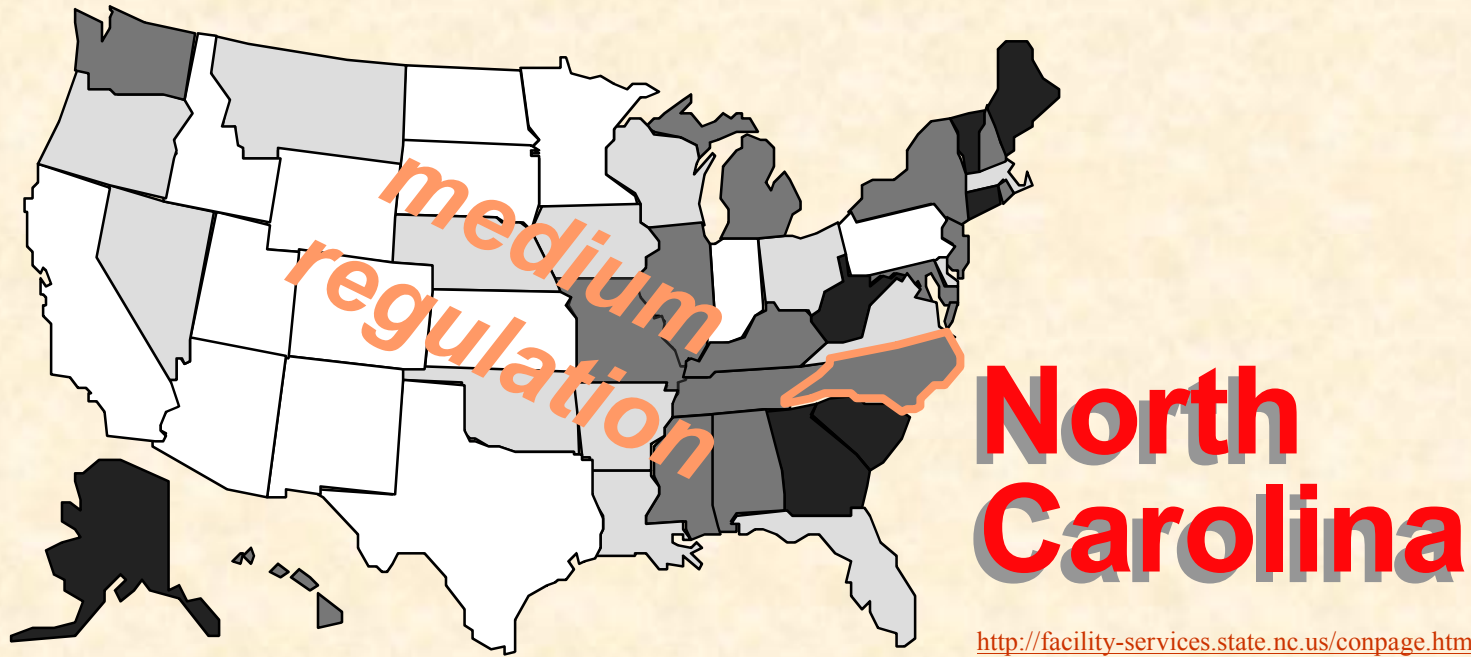 medium
regulation
North
Carolina
http://facility-services.state.nc.us/conpage.htm